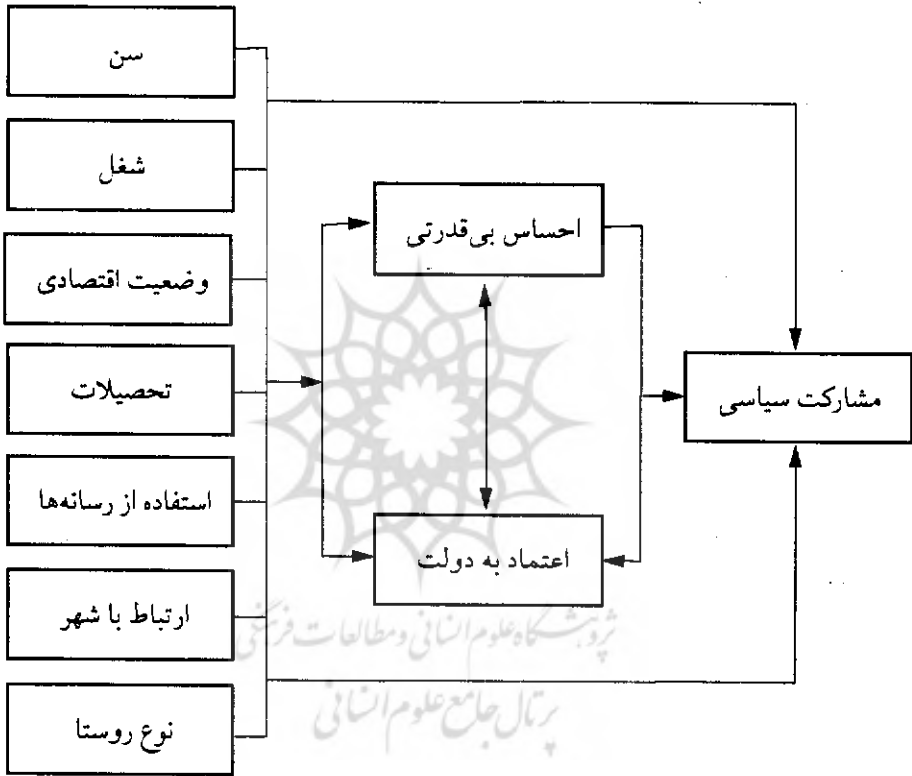 سن
شغل
وضعیت اقتصادی
تحصیلات
استفاده از رسانه‌ها
ارتباط با شهر
نوع روستا
احساس بی‌قدرتی
اعتماد به دولت
مشارکت سیاسی
پژوهشگاه علوم انسانی و مطالعات فرهنگی
پرتال جامع علوم انسانی